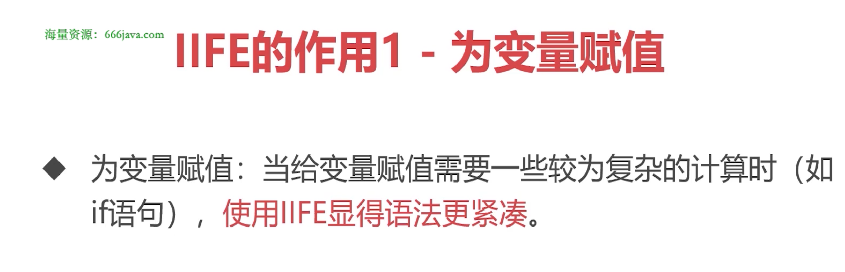 海量资源：666java.com
IIFE的作用1 - 为变量赋值
◆ 为变量赋值：当给变量赋值需要一些较为复杂的计算时（如
if语句），使用IIFE显得语法更紧凑。